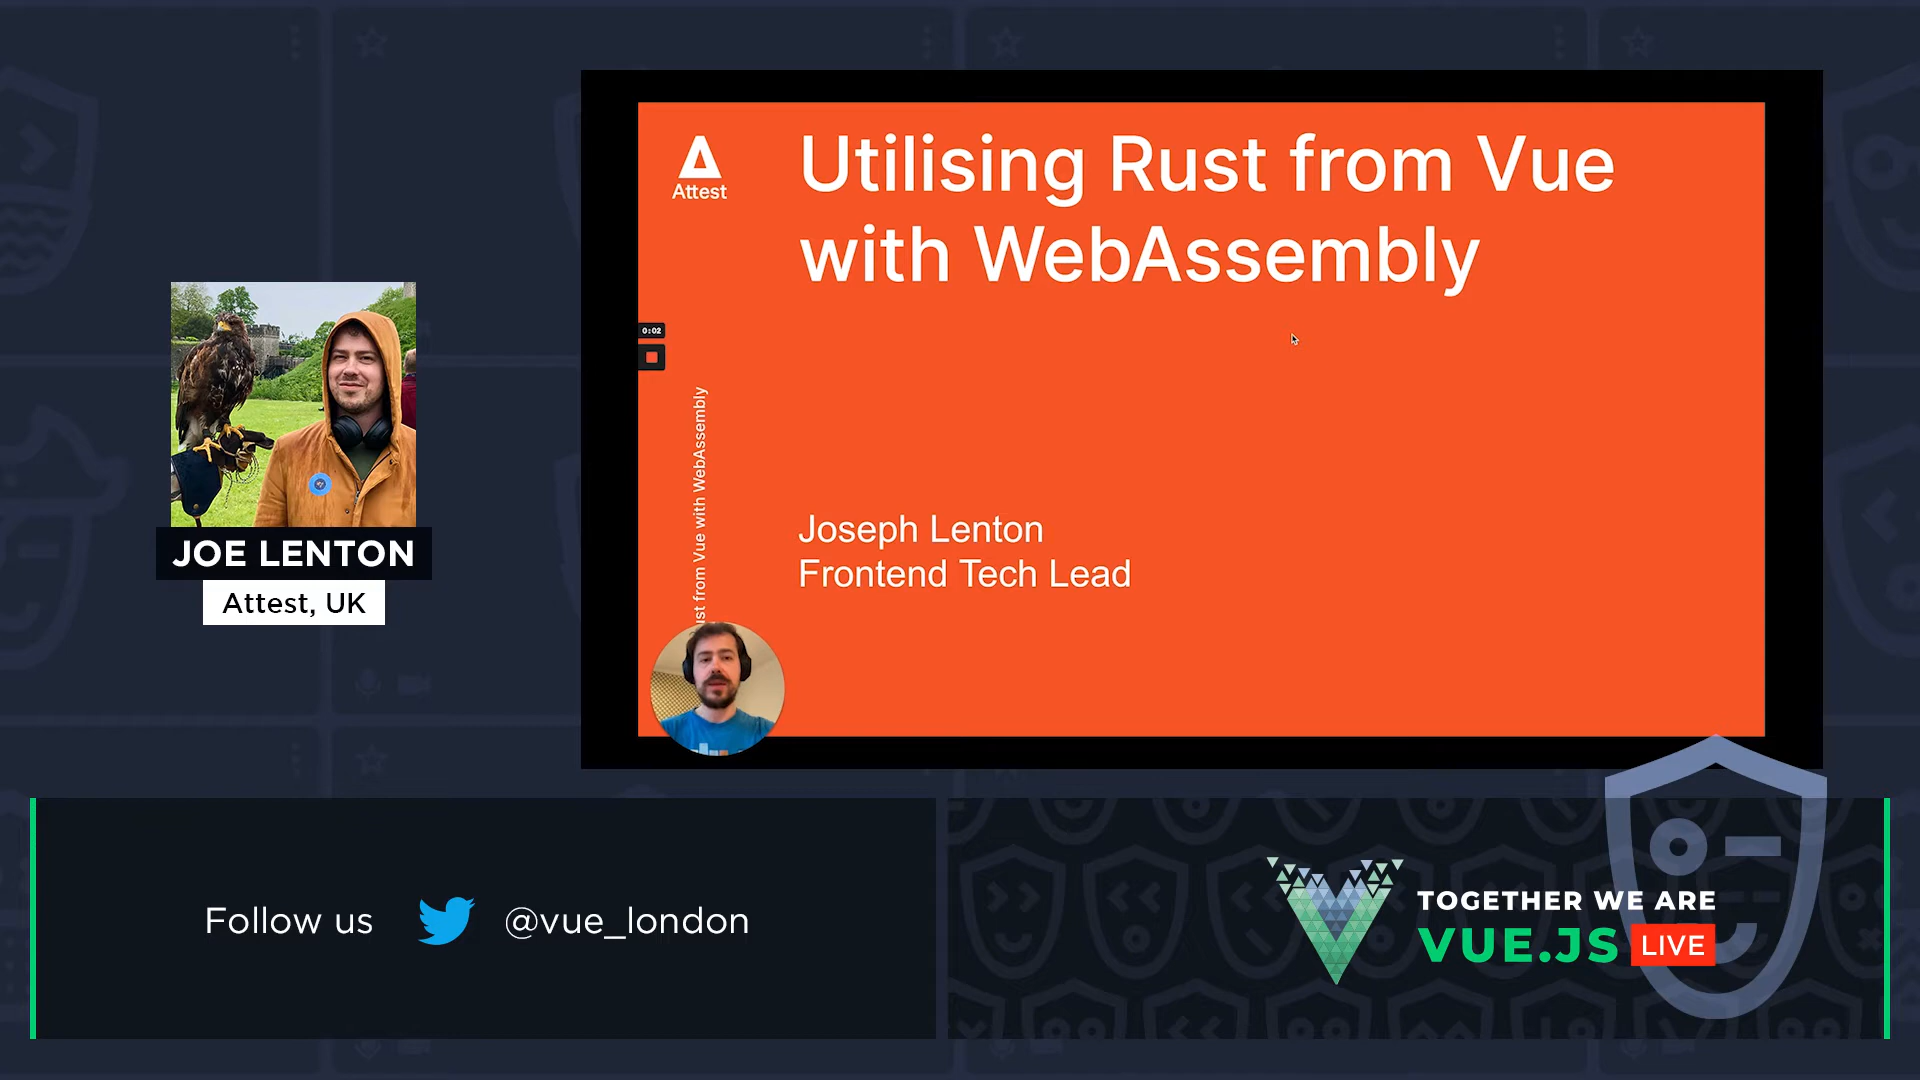 Attest
Utilising Rust from Vue
with WebAssembly
0:02
from Vue with WebAssembly
Joseph Lenton
Frontend Tech Lead
JOE LENTON
Attest, UK
Follow us
@vue_london
TOGETHER WE ARE
VUE.JS LIVE